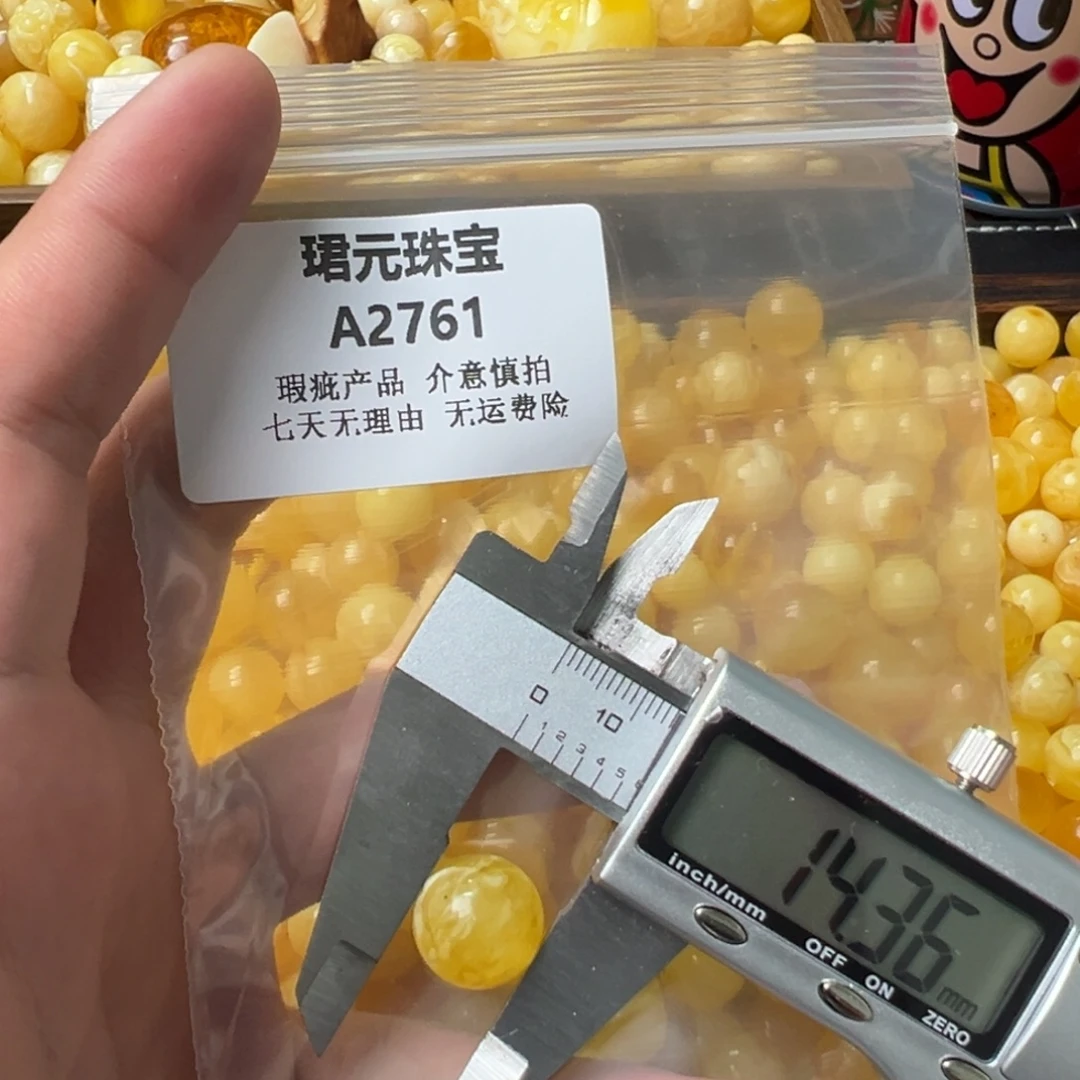 珺元珠宝
A2761
瑕疵产品 介意慎拍
七天无理由 无运费险
0 10
1 2 3 4 5
14.36 mm
inch/mm
OFF ON
ZERO